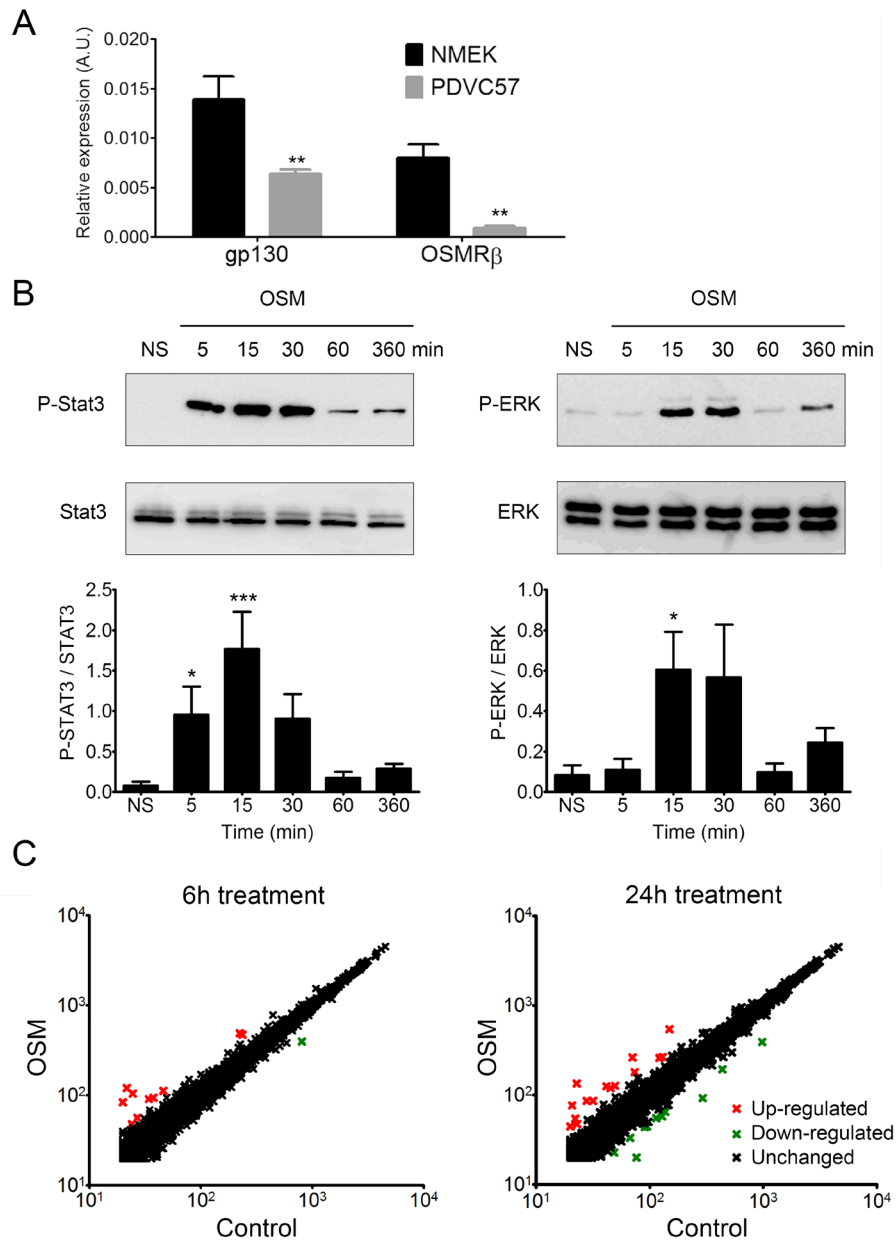 A
0.020
0.015
0.010
0.005
0.000
Relative expression (A.U.)
NMEK
PDVC57
**
**
gp130 OSMRβ
B
OSM
NS 5 15 30 60 360 min
P-Stat3
Stat3
2.5
2.0
1.5
1.0
0.5
0.0
P-STAT3 / STAT3
*
***
NS 5 15 30 60 360
Time (min)
OSM
NS 5 15 30 60 360 min
P-ERK
ERK
1.0
0.8
0.6
0.4
0.2
0.0
P-ERK / ERK
*
NS 5 15 30 60 360
Time (min)
C
6h treatment
10⁴
10³
10²
10¹
OSM
10¹ 10² 10³ 10⁴
Control
24h treatment
10⁴
10³
10²
10¹
OSM
Up-regulated
Down-regulated
Unchanged
10¹ 10² 10³ 10⁴
Control